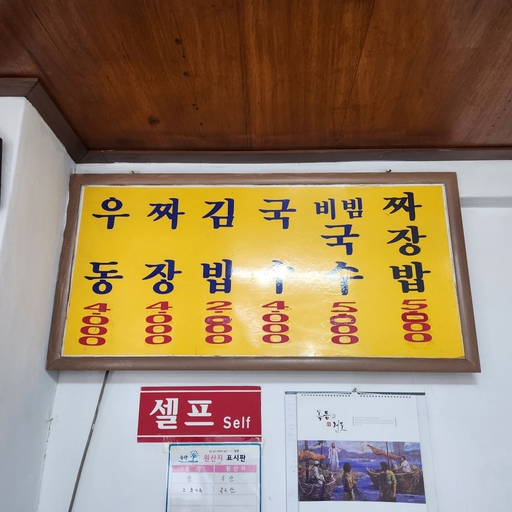 우동 4000
짜장 4000
김밥 2000
국수 4000
비빔국수 5000
짜장밥 5000
셀프 Self
원산지 표시판